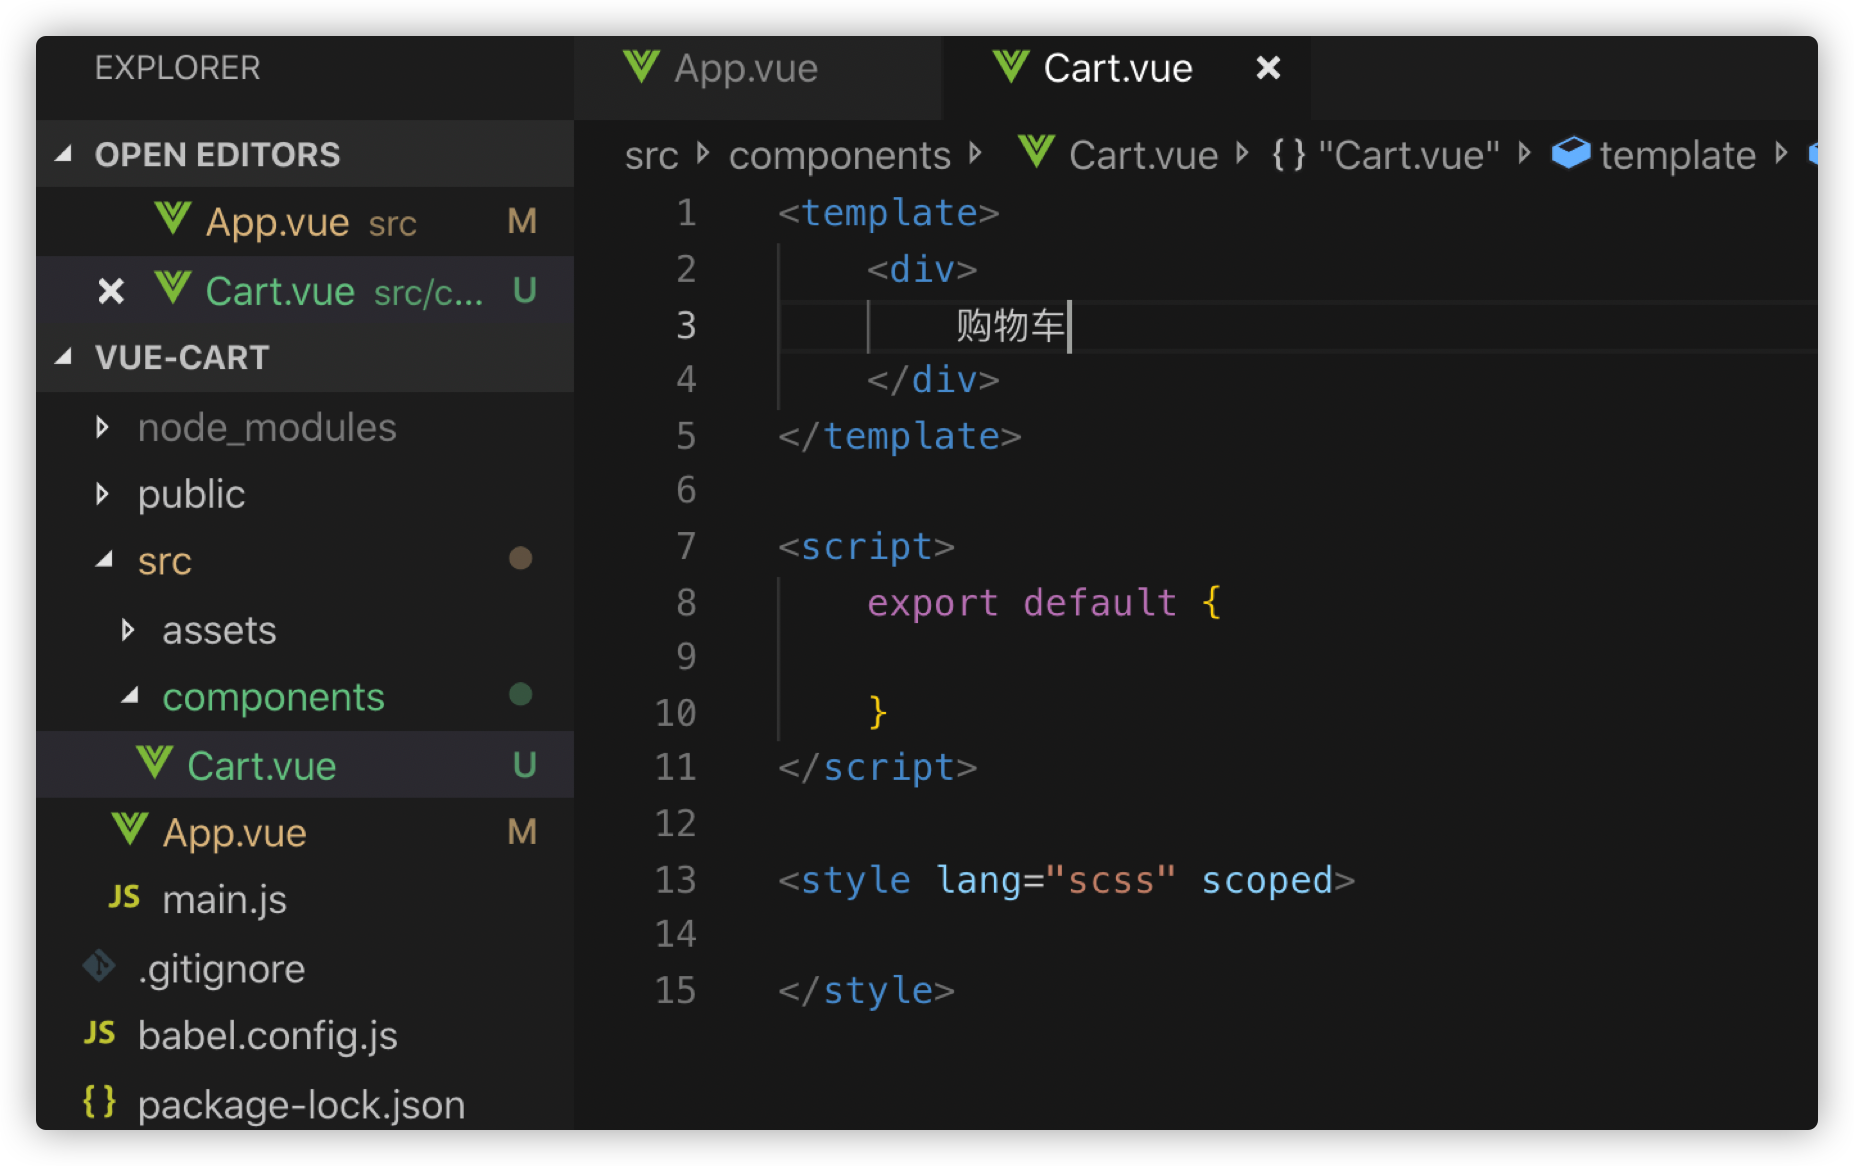 EXPLORER
OPEN EDITORS
App.vue src M
Cart.vue src/c... U
VUE-CART
node_modules
public
src
assets
components
Cart.vue U
App.vue M
JS main.js
.gitignore
JS babel.config.js
{} package-lock.json
App.vue Cart.vue
src components Cart.vue {} "Cart.vue" template
1 <template>
2 <div>
3 购物车
4 </div>
5 </template>
6
7 <script>
8 export default {
9
10 }
11 </script>
12
13 <style lang="scss" scoped>
14
15 </style>